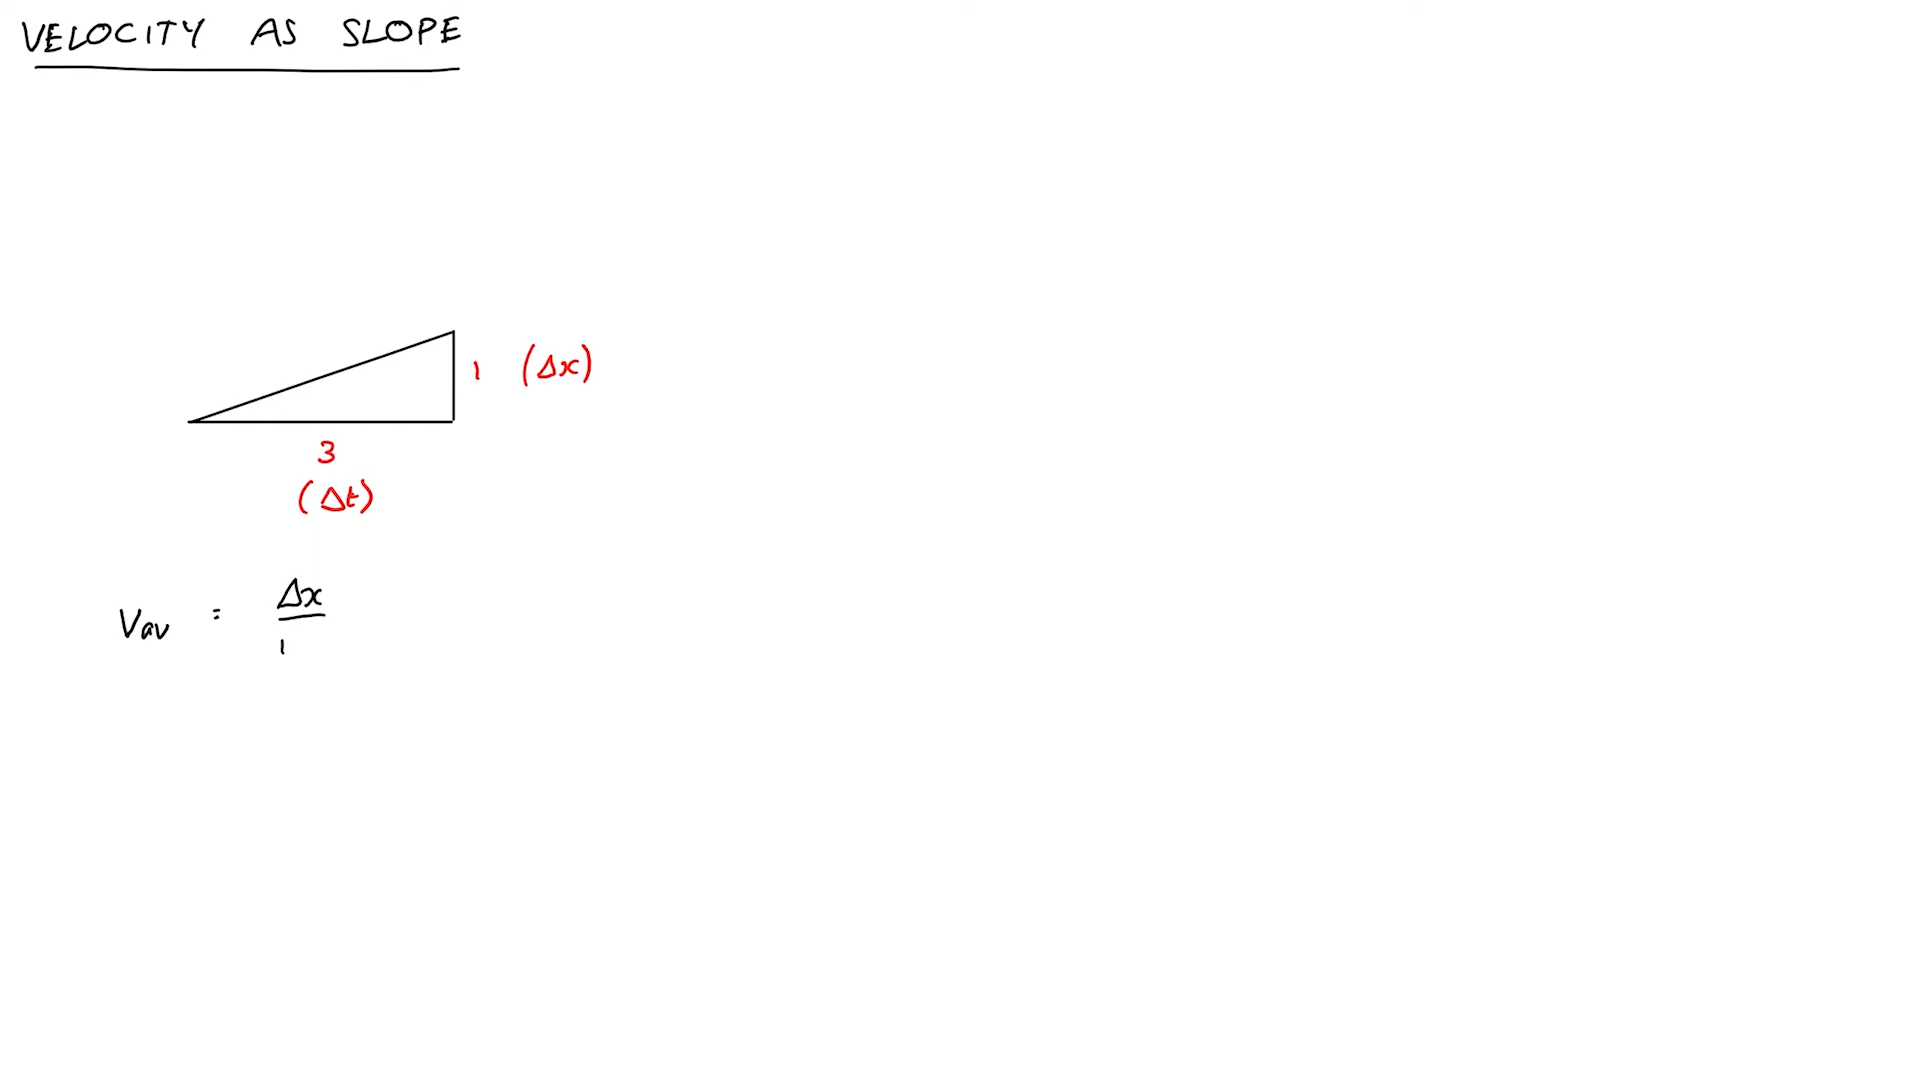 VELOCITY AS SLOPE
1 (Δx)
3
(Δt)
Vav = Δx